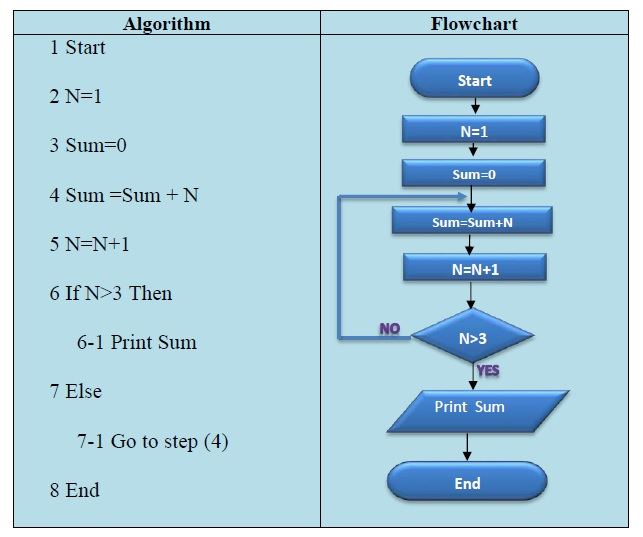 Algorithm
1 Start
2 N=1
3 Sum=0
4 Sum =Sum + N
5 N=N+1
6 If N>3 Then
6-1 Print Sum
7 Else
7-1 Go to step (4)
8 End
Flowchart
Start
N=1
Sum=0
Sum=Sum+N
N=N+1
NO
N>3
YES
Print Sum
End